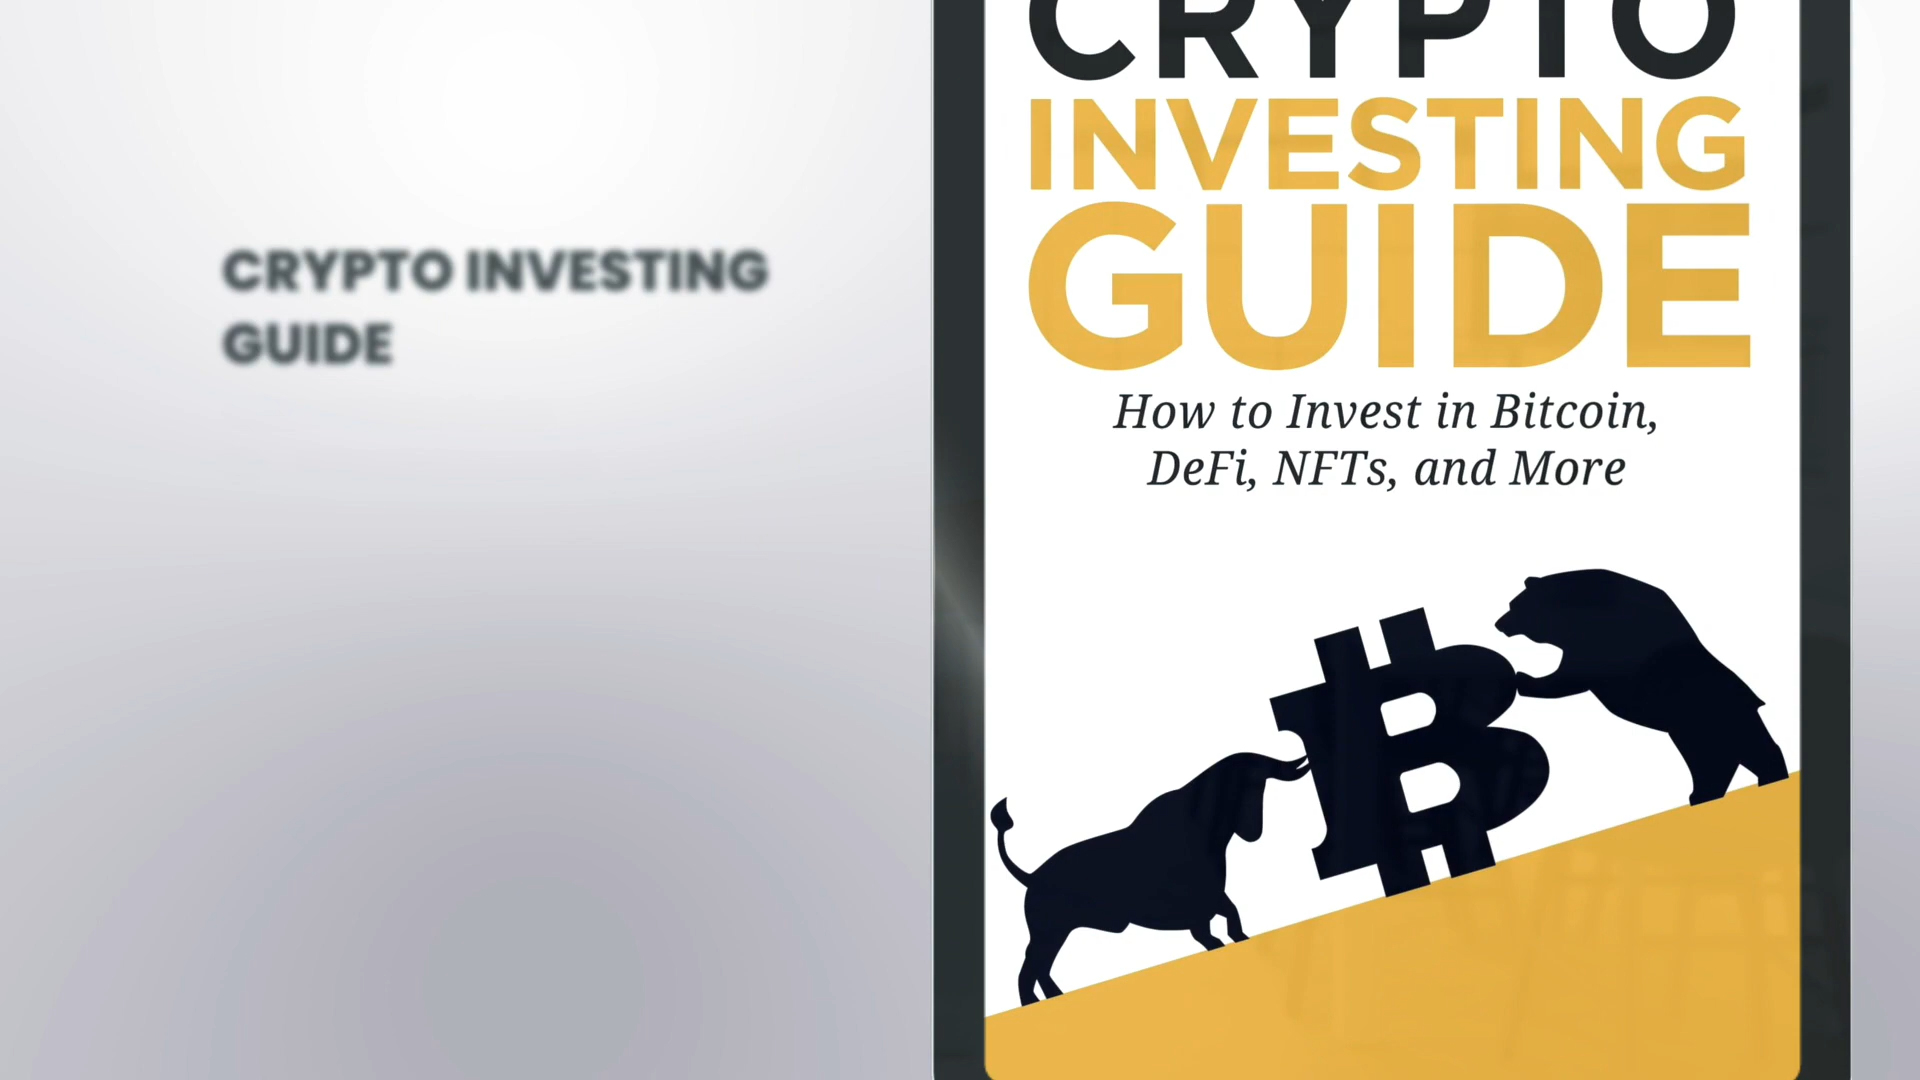 CRYPTO INVESTING
GUIDE
CRYPTO
INVESTING
GUIDE
How to Invest in Bitcoin,
DeFi, NFTs, and More